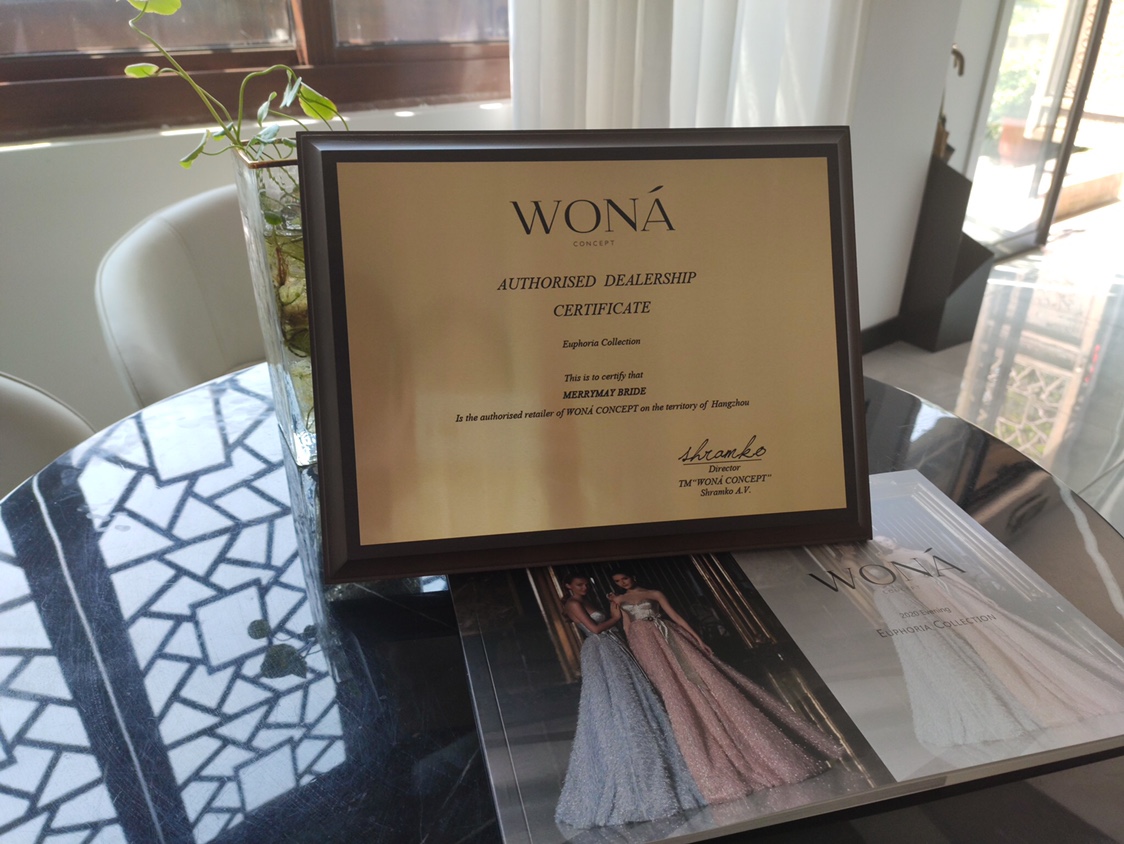 WONÁ
CONCEPT
AUTHORISED DEALERSHIP
CERTIFICATE
Euphoria Collection
This is to certify that
MERRYMAY BRIDE
Is the authorised retailer of WONÁ CONCEPT on the territory of Hangzhou
shramko
Director
TM"WONÁ CONCEPT"
Shramko A.V.
WONÁ
CONCEPT
2020 Evening
EUPHORIA COLLECTION